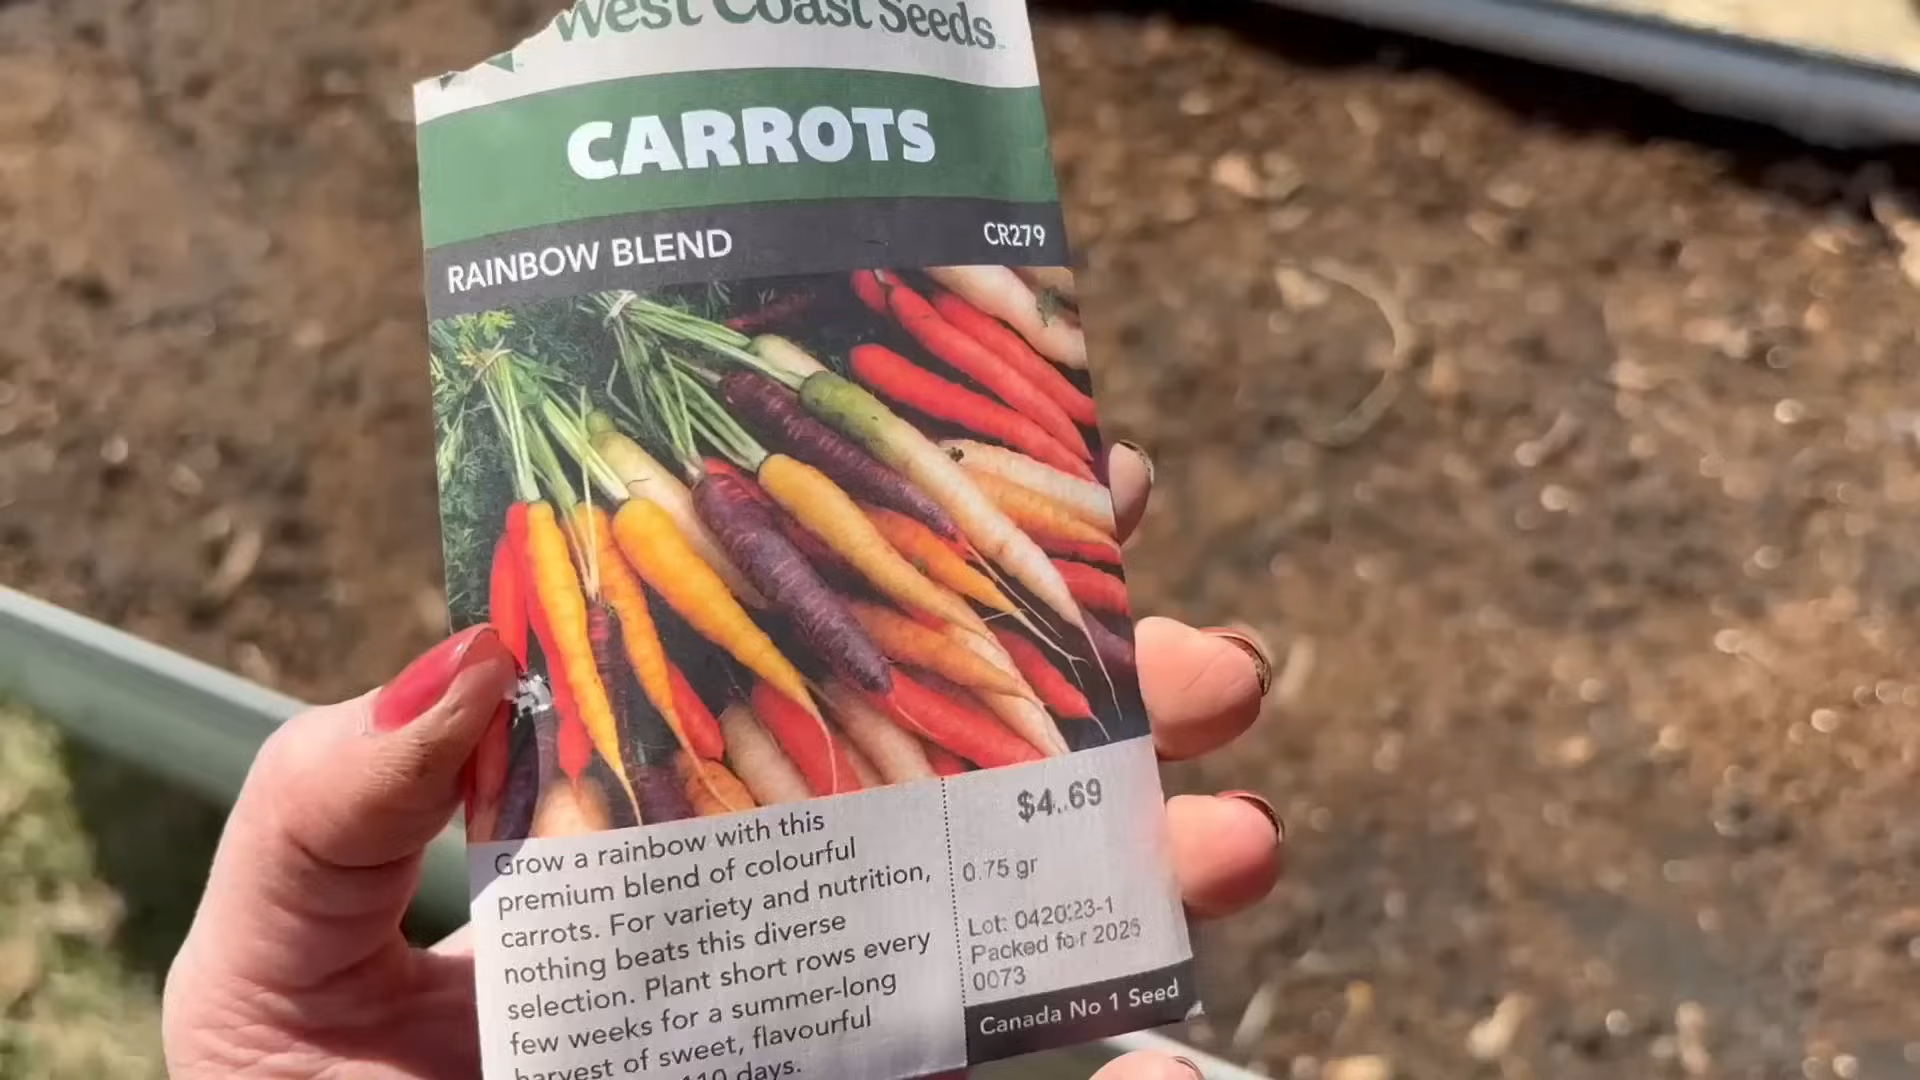 West Coast Seeds
CARROTS
RAINBOW BLEND
CR279
Grow a rainbow with this
premium blend of colourful
carrots. For variety and nutrition,
nothing beats this diverse
selection. Plant short rows every
few weeks for a summer-long
harvest of sweet, flavourful
110 days.
$4.69
0.75 gr
Lot: 042023-1
Packed for 2025
0073
Canada No 1 Seed